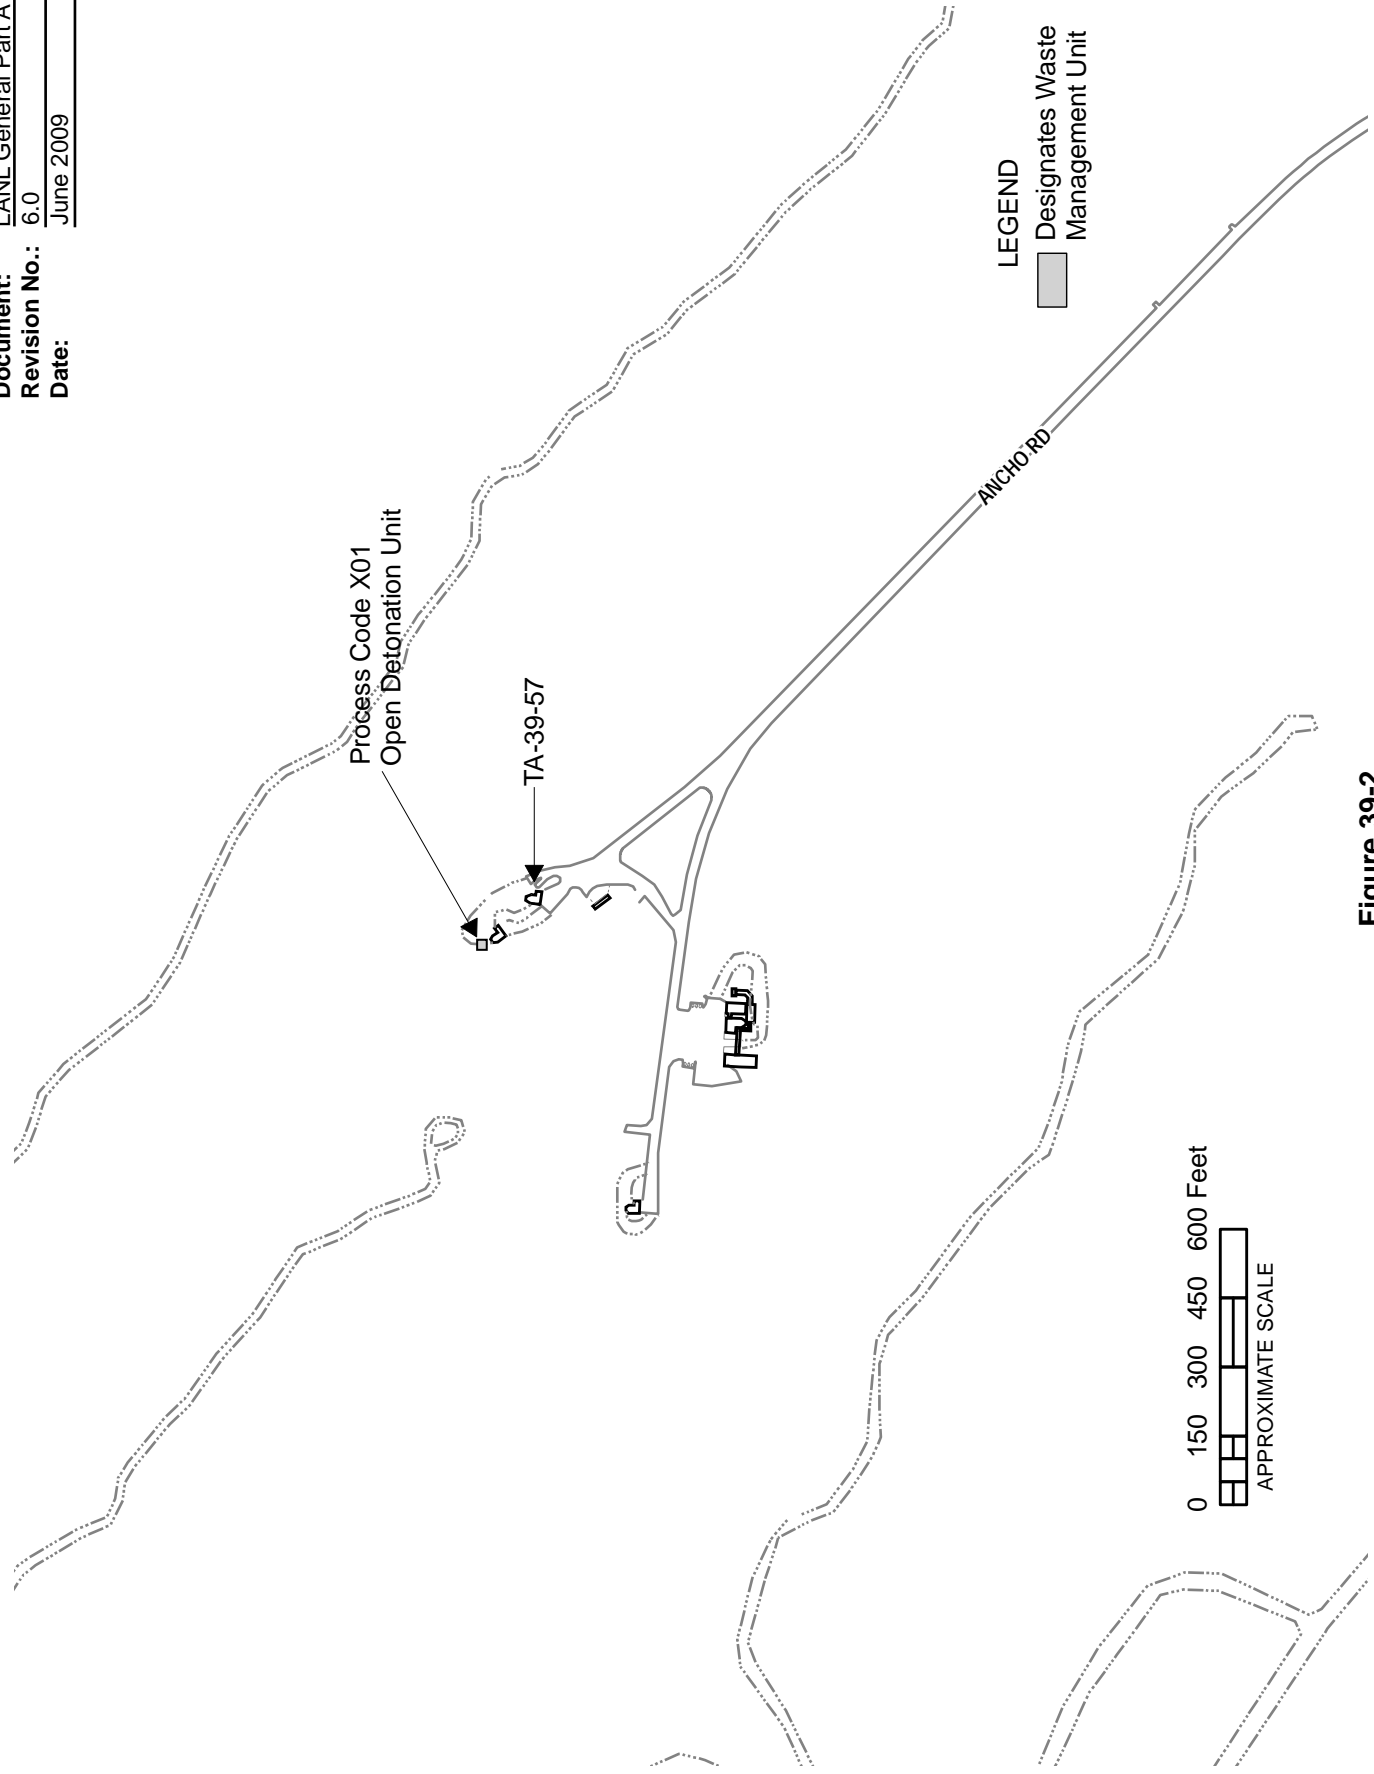 Document: LANL General Part A
Revision No.: 6.0
Date: June 2009
Process Code X01
Open Detonation Unit
TA-39-57
ANCHO RD
LEGEND
Designates Waste
Management Unit
0 150 300 450 600 Feet
APPROXIMATE SCALE
Figure 39-2